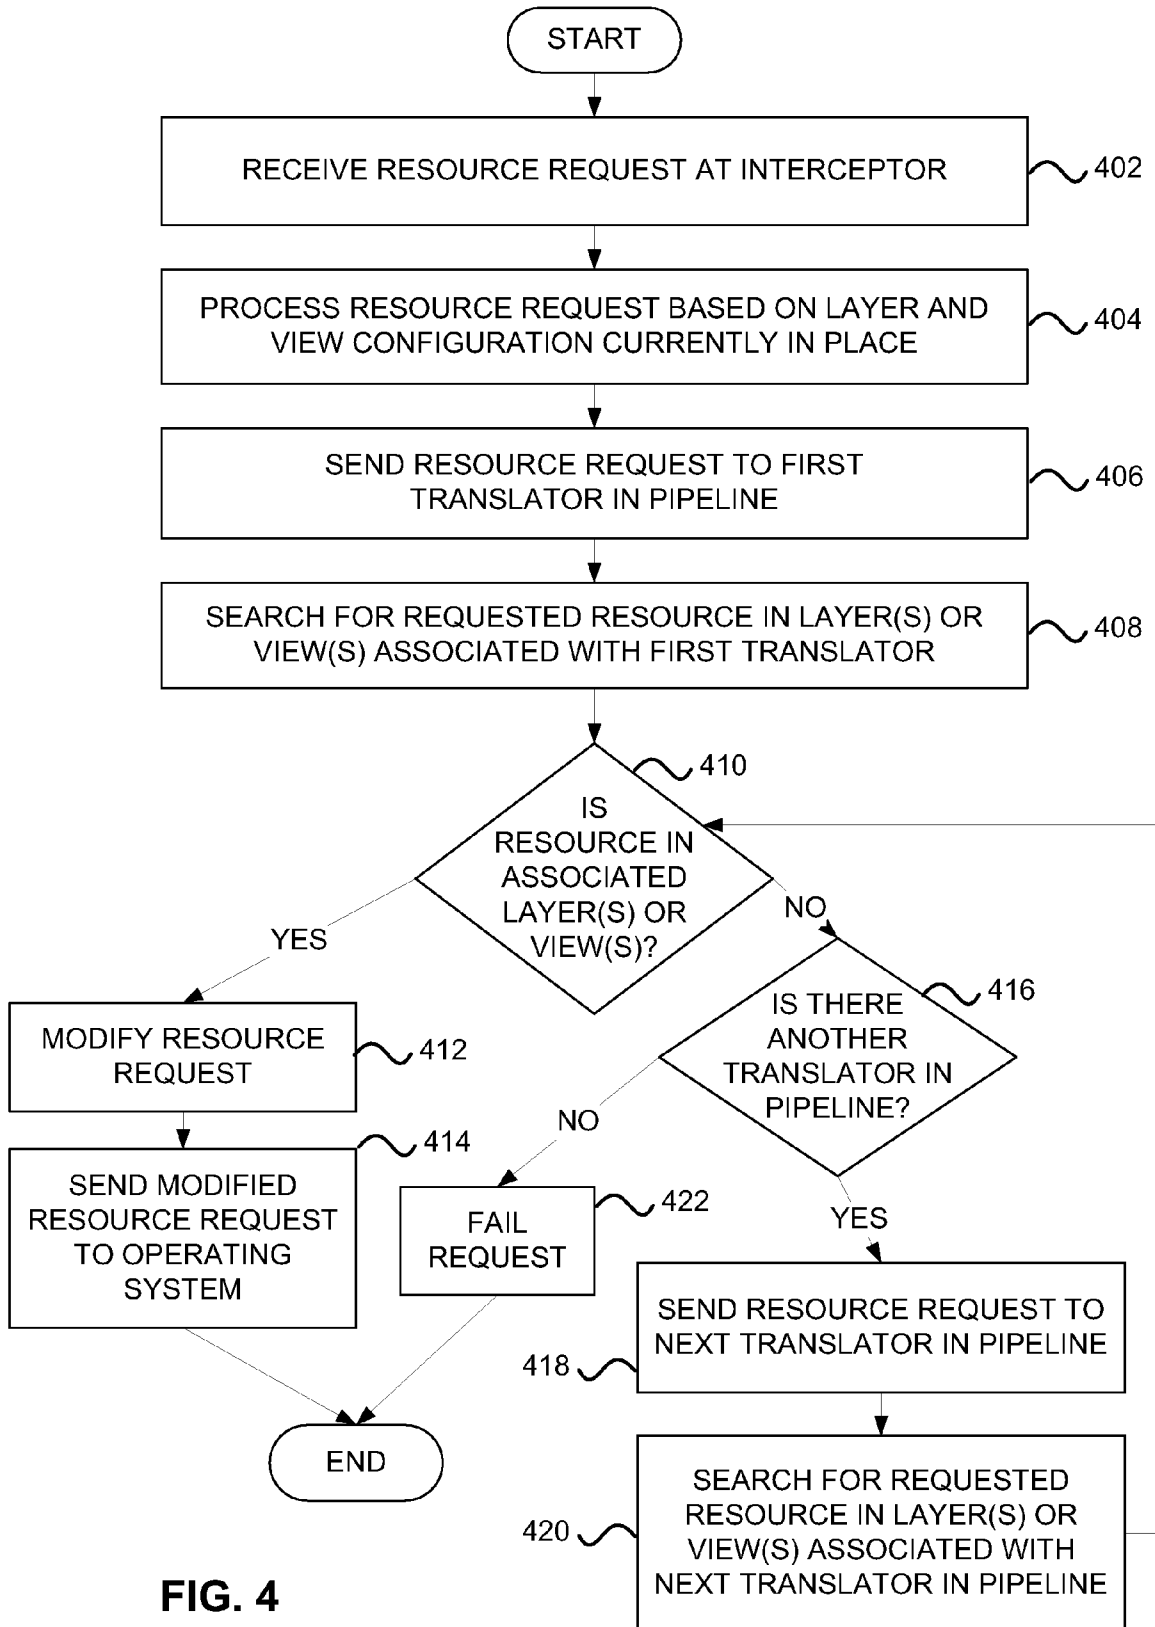 START
RECEIVE RESOURCE REQUEST AT INTERCEPTOR
402
PROCESS RESOURCE REQUEST BASED ON LAYER AND
VIEW CONFIGURATION CURRENTLY IN PLACE
404
SEND RESOURCE REQUEST TO FIRST
TRANSLATOR IN PIPELINE
406
SEARCH FOR REQUESTED RESOURCE IN LAYER(S) OR
VIEW(S) ASSOCIATED WITH FIRST TRANSLATOR
408
410
IS
RESOURCE IN
ASSOCIATED
LAYER(S) OR
VIEW(S)?
YES
NO
MODIFY RESOURCE
REQUEST
412
SEND MODIFIED
RESOURCE REQUEST
TO OPERATING
SYSTEM
414
IS THERE
ANOTHER
TRANSLATOR IN
PIPELINE?
416
NO
YES
FAIL
REQUEST
422
SEND RESOURCE REQUEST TO
NEXT TRANSLATOR IN PIPELINE
418
END
SEARCH FOR REQUESTED
RESOURCE IN LAYER(S) OR
VIEW(S) ASSOCIATED WITH
NEXT TRANSLATOR IN PIPELINE
420
FIG. 4